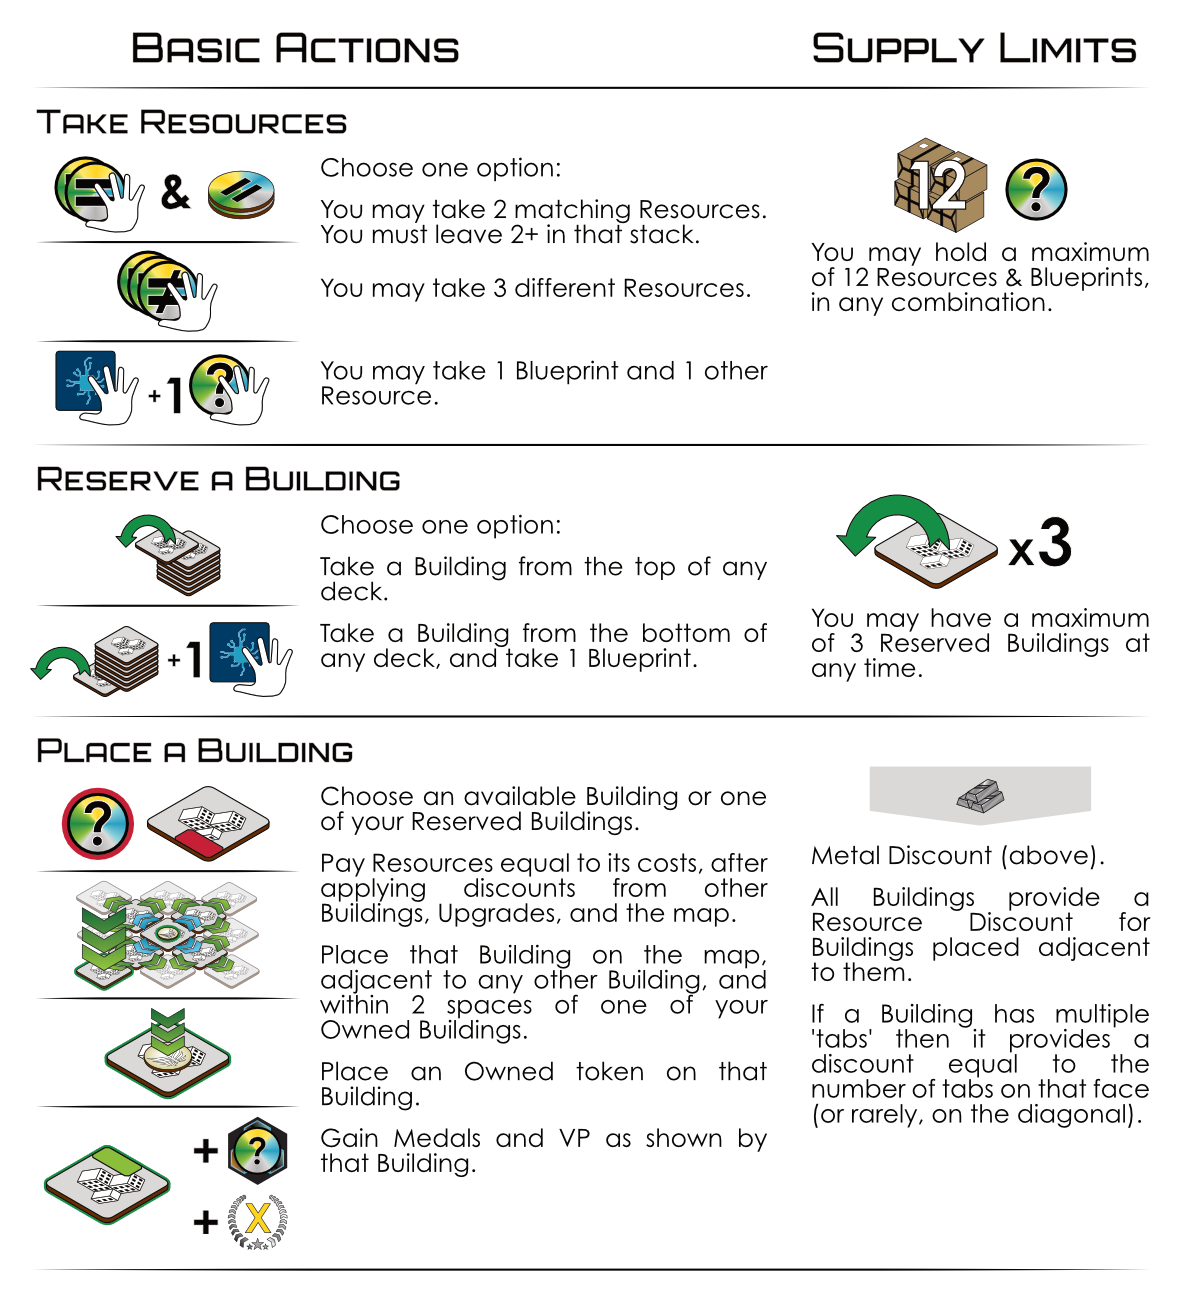 BASIC ACTIONS
SUPPLY LIMITS
TAKE RESOURCES
&
Choose one option:
You may take 2 matching Resources.
You must leave 2+ in that stack.
You may take 3 different Resources.
+1
?
You may take 1 Blueprint and 1 other
Resource.
12
?
You may hold a maximum
of 12 Resources & Blueprints,
in any combination.
RESERVE A BUILDING
Choose one option:
Take a Building from the top of any
deck.
+1
Take a Building from the bottom of
any deck, and take 1 Blueprint.
x3
You may have a maximum
of 3 Reserved Buildings at
any time.
PLACE A BUILDING
?
Choose an available Building or one
of your Reserved Buildings.
Pay Resources equal to its costs, after
applying discounts from other
Buildings, Upgrades, and the map.
Place that Building on the map,
adjacent to any other Building, and
within 2 spaces of one of your
Owned Buildings.
Place an Owned token on that
Building.
+
?
+
X
Gain Medals and VP as shown by
that Building.
Metal Discount (above).
All Buildings provide a
Resource Discount for
Buildings placed adjacent
to them.
If a Building has multiple
'tabs' then it provides a
discount equal to the
number of tabs on that face
(or rarely, on the diagonal).